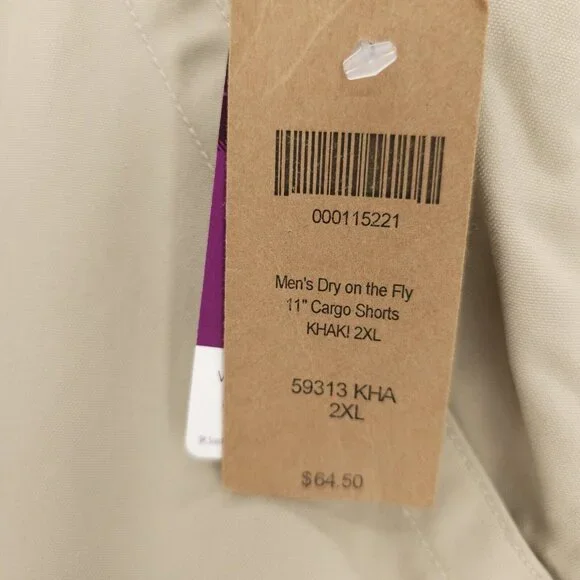 000115221
Men's Dry on the Fly
11" Cargo Shorts
KHAKI 2XL
59313 KHA
2XL
$64.50